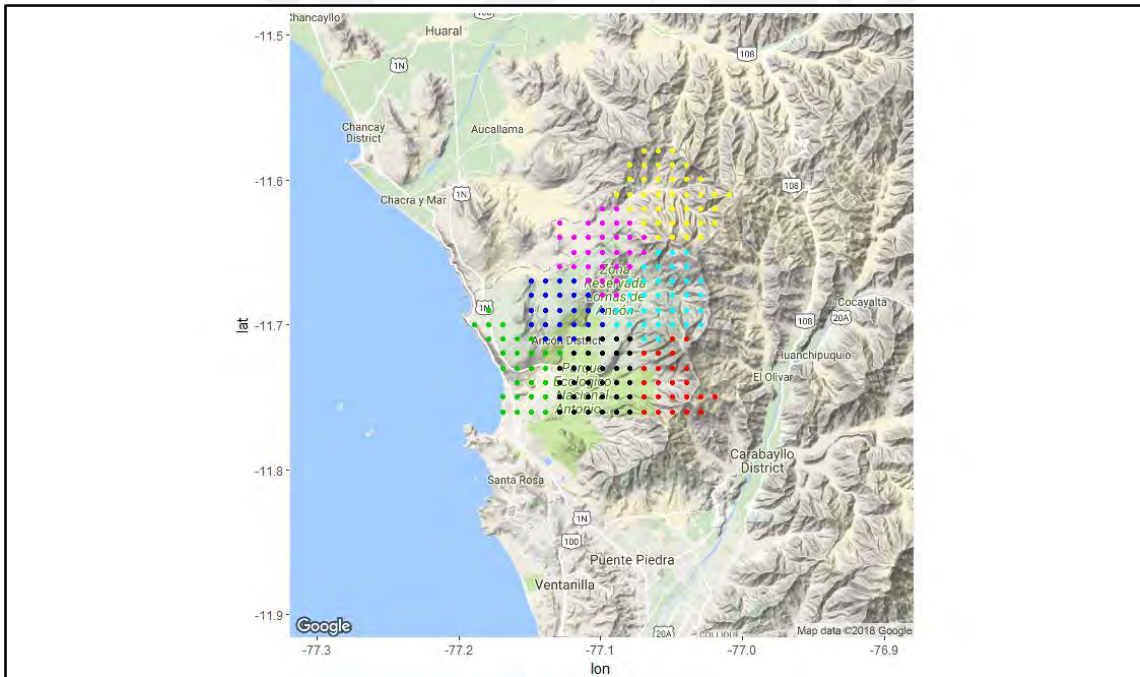 Chancayllo
Huaral
1N
108
Chancay
District
Aucallama
Chacra y Mar
1N
108
Zona
Reservada
Lomas de
Ancón
1N
Ancón District
Cocayalta
20A
108
Huanchipuquio
El Olivar
Parque
Ecologico
Nacional
Antonio
Carabayllo
District
Santa Rosa
1N
100
Puente Piedra
Ventanilla
20A
COLLIQUE
Google
Map data ©2018 Google
lat
-11.5
-11.6
-11.7
-11.8
-11.9
-77.3
-77.2
-77.1
-77.0
-76.9
lon